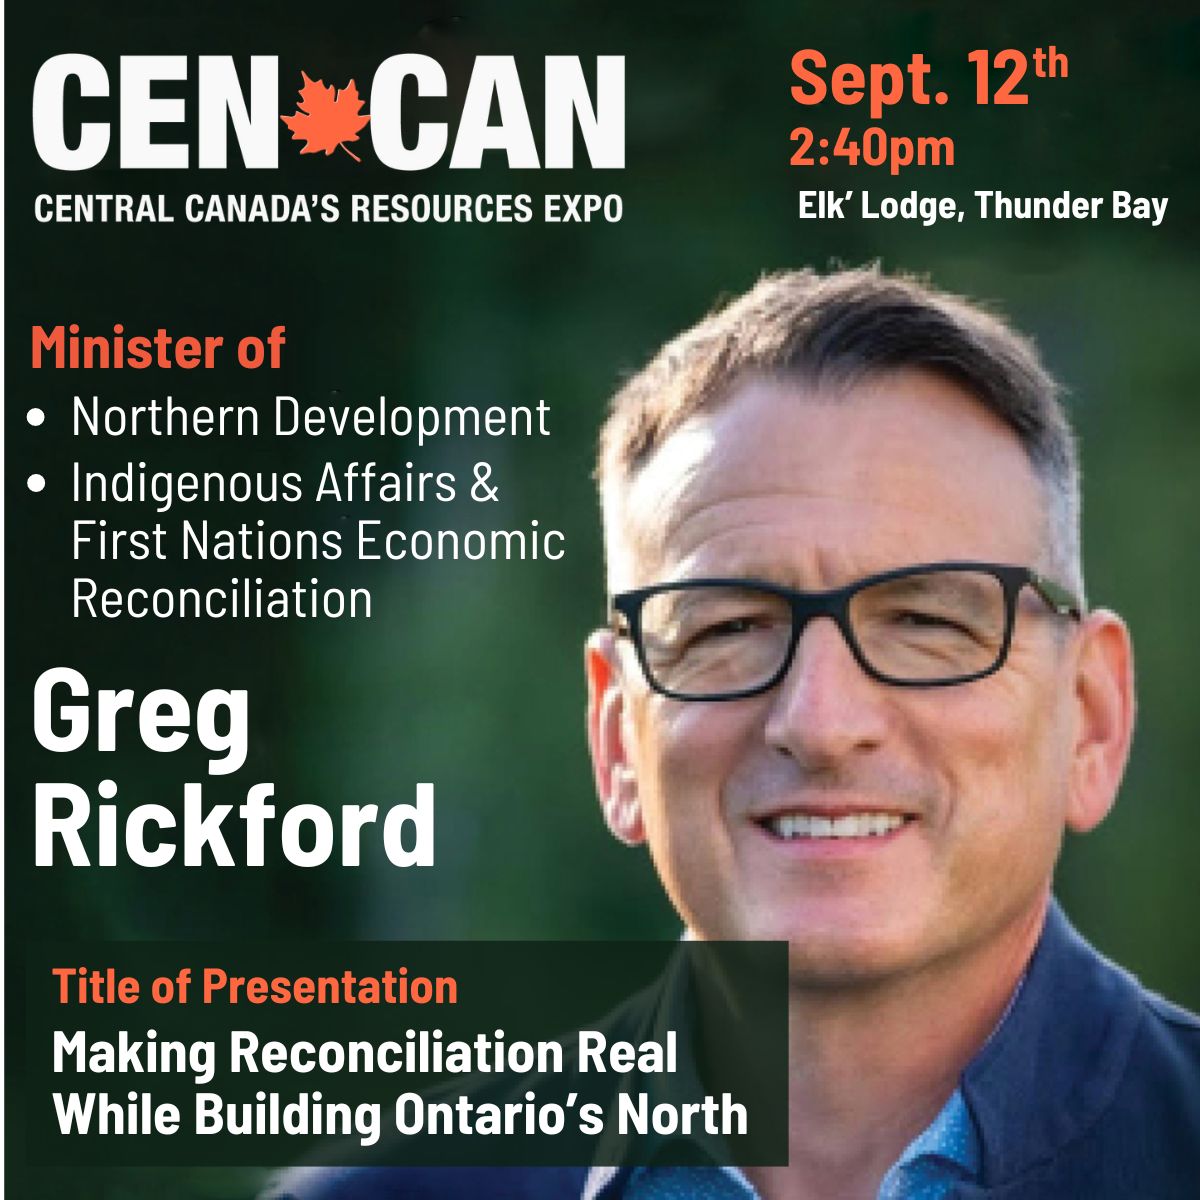 CEN CAN
CENTRAL CANADA'S RESOURCES EXPO
Sept. 12th
2:40pm
Elk' Lodge, Thunder Bay
Minister of
• Northern Development
• Indigenous Affairs &
First Nations Economic
Reconciliation
Greg
Rickford
Title of Presentation
Making Reconciliation Real
While Building Ontario's North